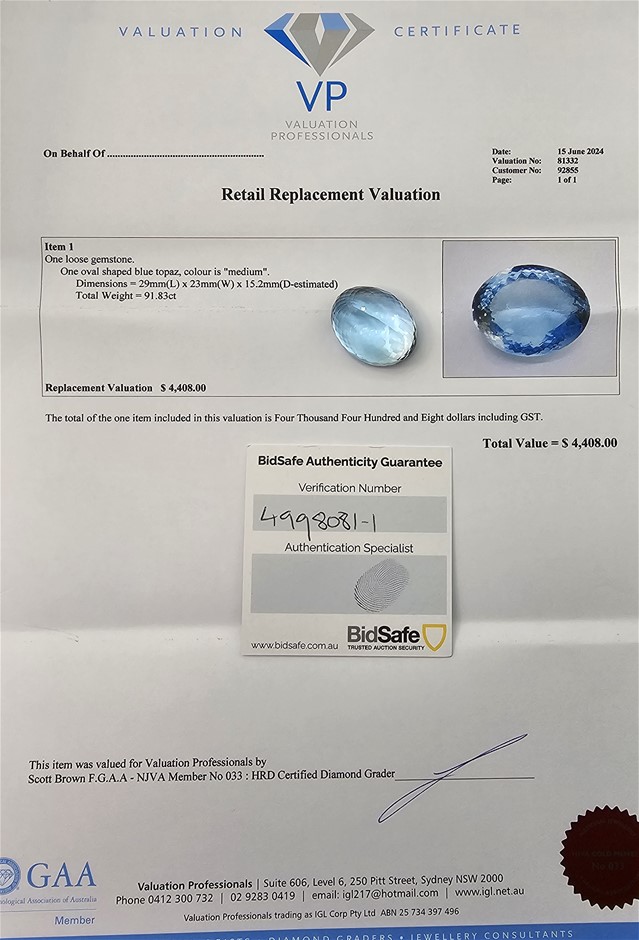 VALUATION CERTIFICATE
VP
VALUATION
PROFESSIONALS
On Behalf Of
Date: 15 June 2024
Valuation No: 81332
Customer No: 92855
Page: 1 of 1
Retail Replacement Valuation
Item 1
One loose gemstone.
One oval shaped blue topaz, colour is "medium".
Dimensions = 29mm(L) x 23mm(W) x 15.2mm(D-estimated)
Total Weight = 91.83ct
Replacement Valuation $ 4,408.00
The total of the one item included in this valuation is Four Thousand Four Hundred and Eight dollars including GST.
Total Value = $ 4,408.00
BidSafe Authenticity Guarantee
Verification Number
4998081-1
Authentication Specialist
BidSafe
TRUSTED AUCTION SECURITY
www.bidsafe.com.au
This item was valued for Valuation Professionals by
Scott Brown F.G.A.A - NJVA Member No 033 : HRD Certified Diamond Grader
GAA
Association of Australia
Member
Valuation Professionals | Suite 606, Level 6, 250 Pitt Street, Sydney NSW 2000
Phone 0412 300 732 | 02 9283 0419 | email: igl217@hotmail.com | www.igl.net.au
Valuation Professionals trading as IGL Corp Pty Ltd ABN 25 734 397 496
DIAMOND GRADERS • JEWELLERY CONSULTANTS